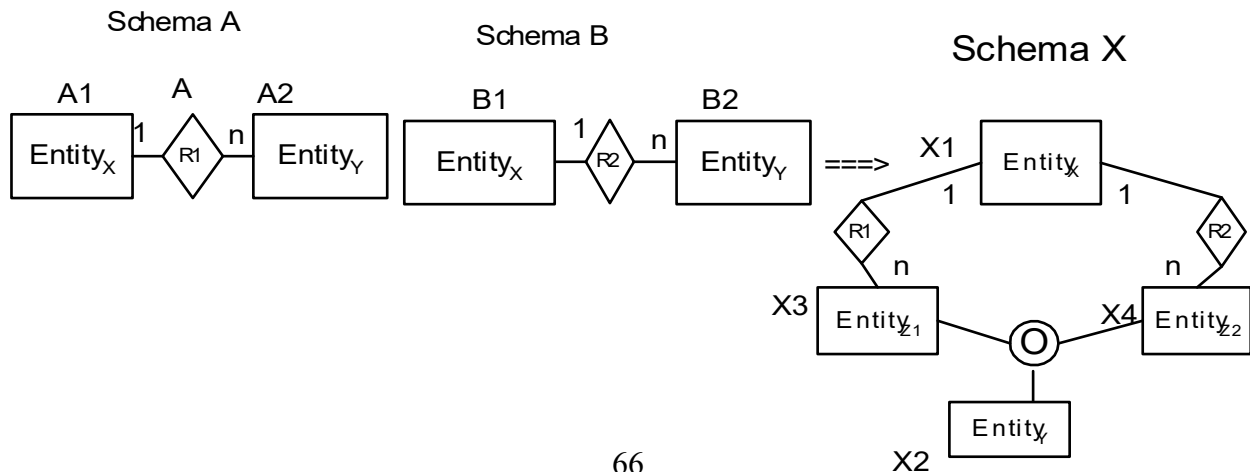 Schema A
Schema B
Schema X
A1
A
A2
B1
B2
Entity_X
1
R1
n
Entity_Y
Entity_X
1
R2
n
Entity_Y
===>
X1
Entity_X
1
1
R1
R2
n
n
X3
Entity_Z1
X4
Entity_Z2
O
Entity_Y
X2
66